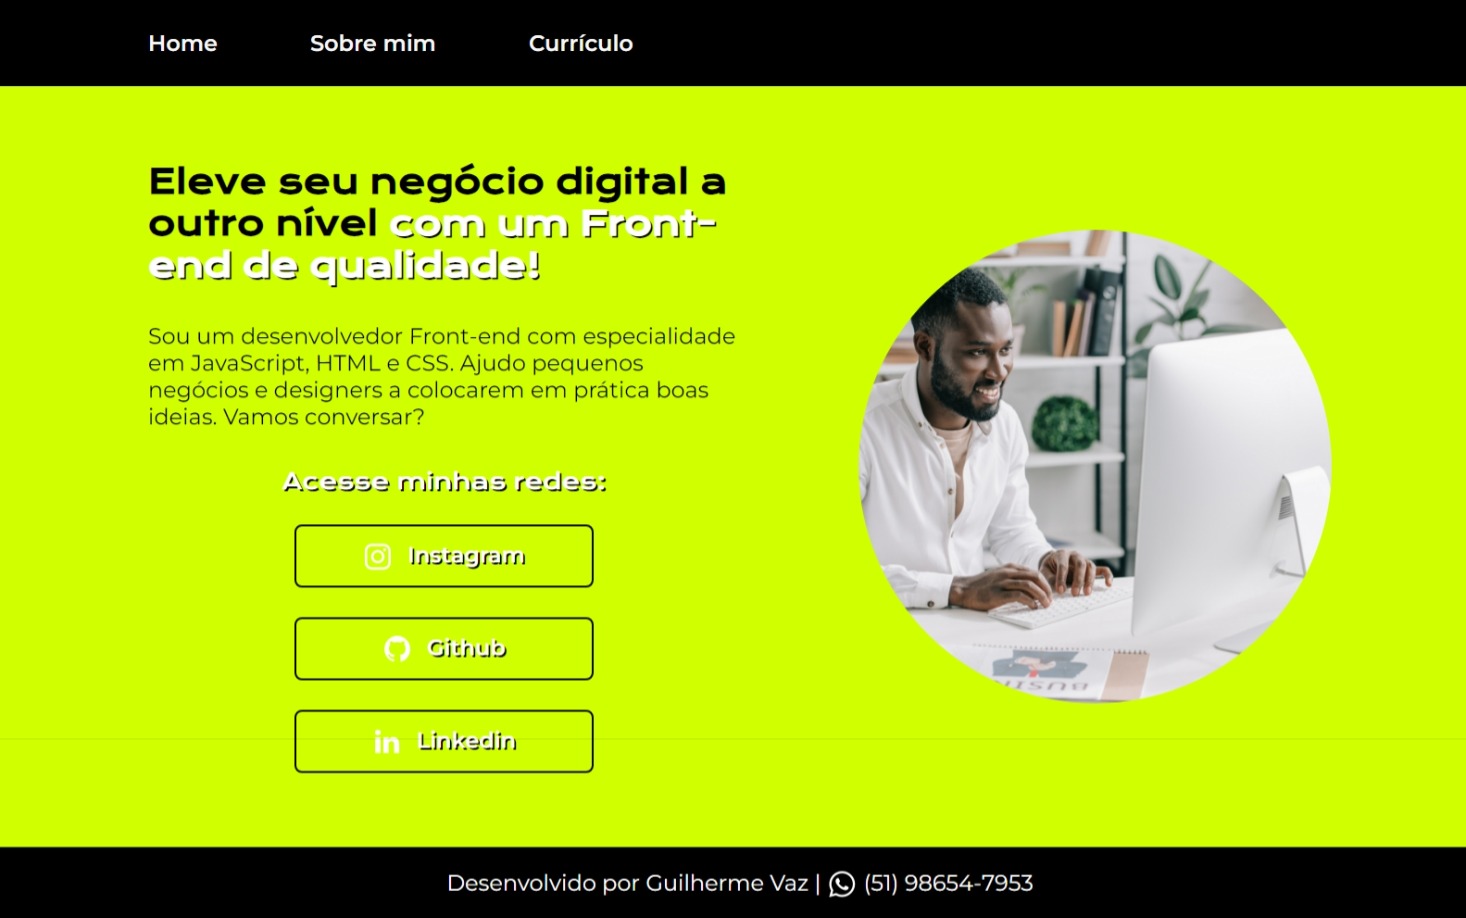 Home Sobre mim Currículo
Eleve seu negócio digital a
outro nível com um Front-
end de qualidade!
Sou um desenvolvedor Front-end com especialidade
em JavaScript, HTML e CSS. Ajudo pequenos
negócios e designers a colocarem em prática boas
ideias. Vamos conversar?
Acesse minhas redes:
Instagram
Github
Linkedin
Desenvolvido por Guilherme Vaz | (51) 98654-7953